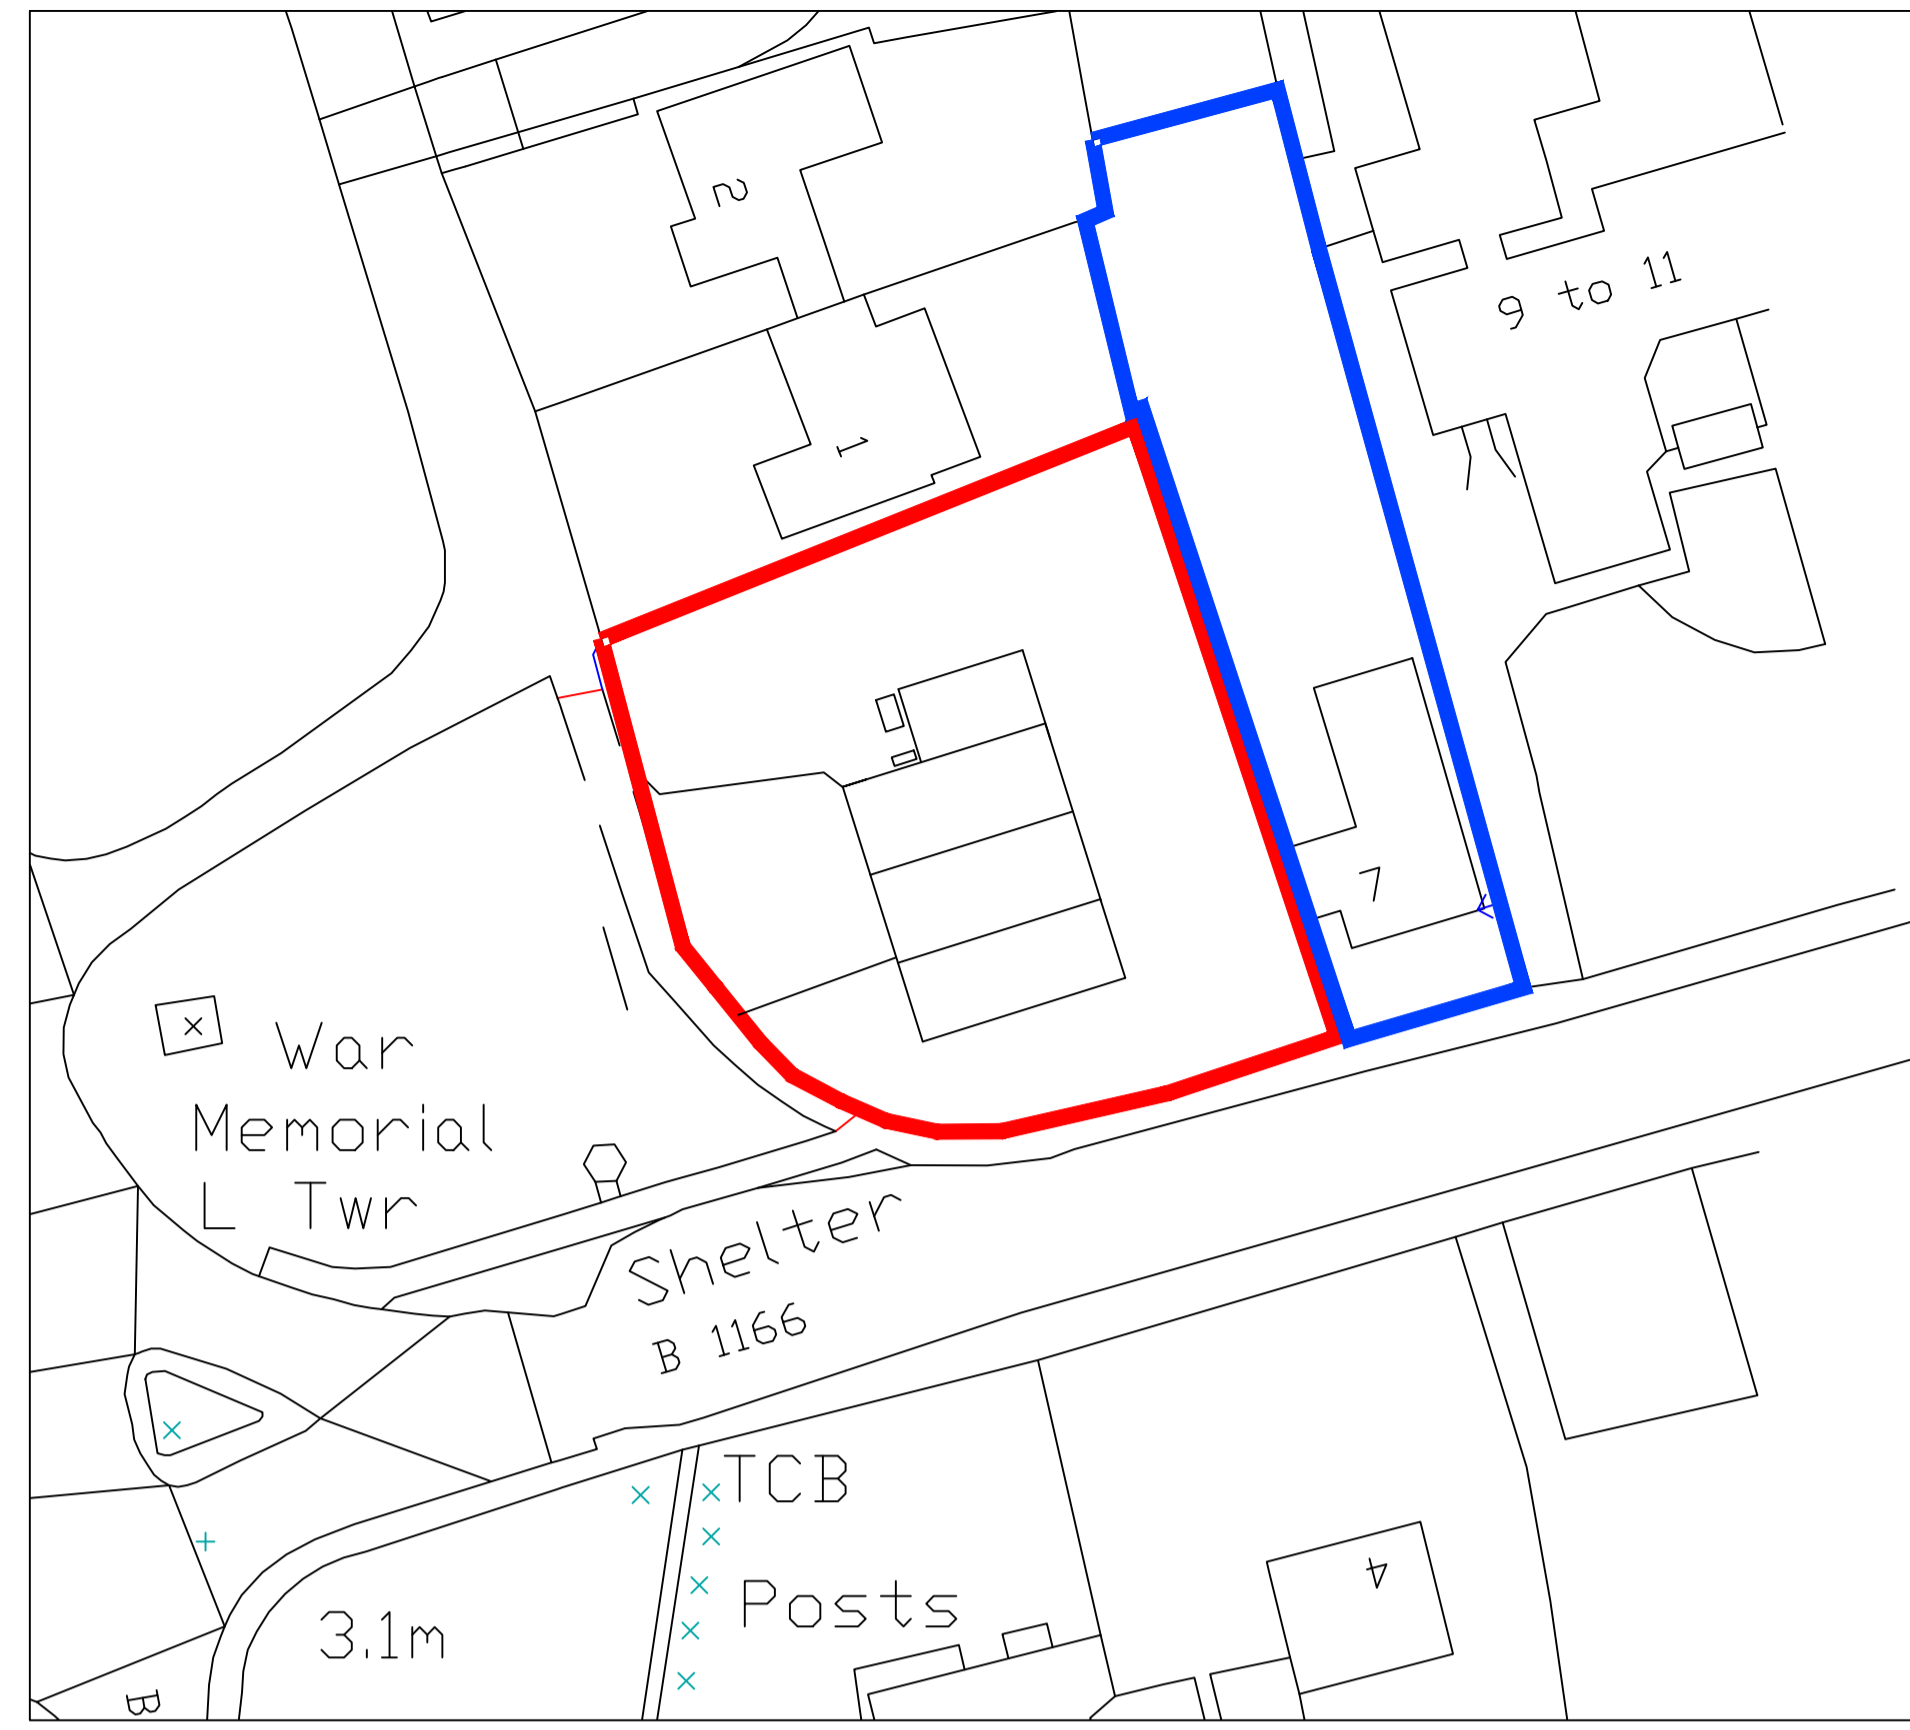 2
9 to 11
1
7
War
Memorial
L Twr
Shelter
B 1166
TCB
Posts
4
3.1m
B